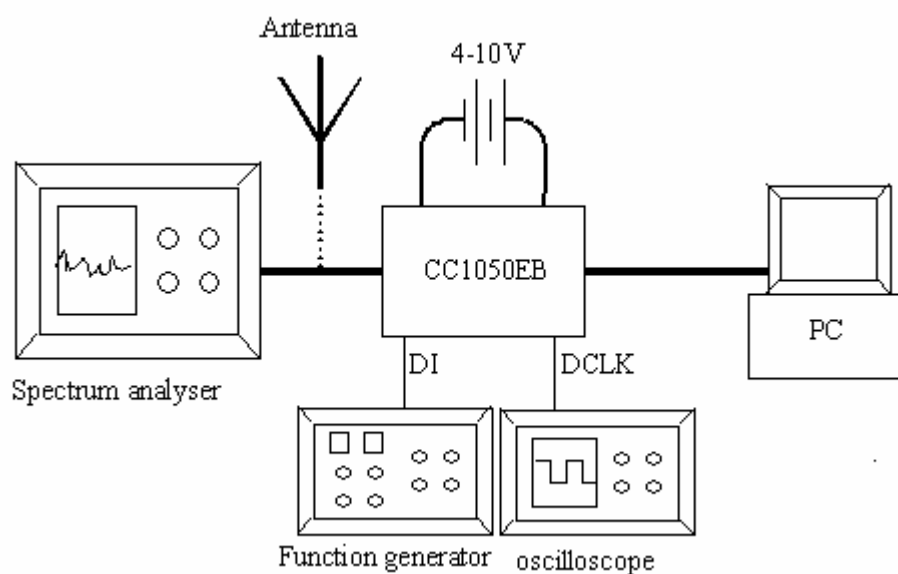 Antenna
4-10V
CC1050EB
PC
DI
DCLK
Spectrum analyser
Function generator
oscilloscope